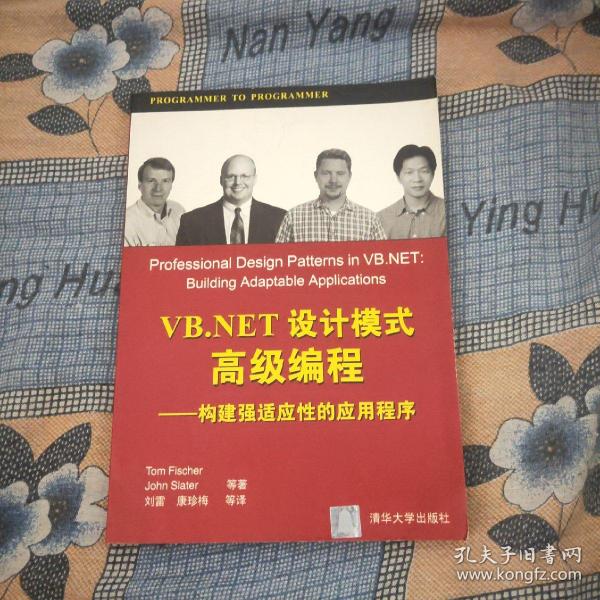 Nan Yang
PROGRAMMER TO PROGRAMMER
Ying Hu
ng Hua
Professional Design Patterns in VB.NET:
Building Adaptable Applications
VB.NET 设计模式
高级编程
——构建强适应性的应用程序
Tom Fischer
John Slater 等著
刘雷 康珍梅 等译
清华大学出版社
孔夫子旧书网
www.kongfz.com